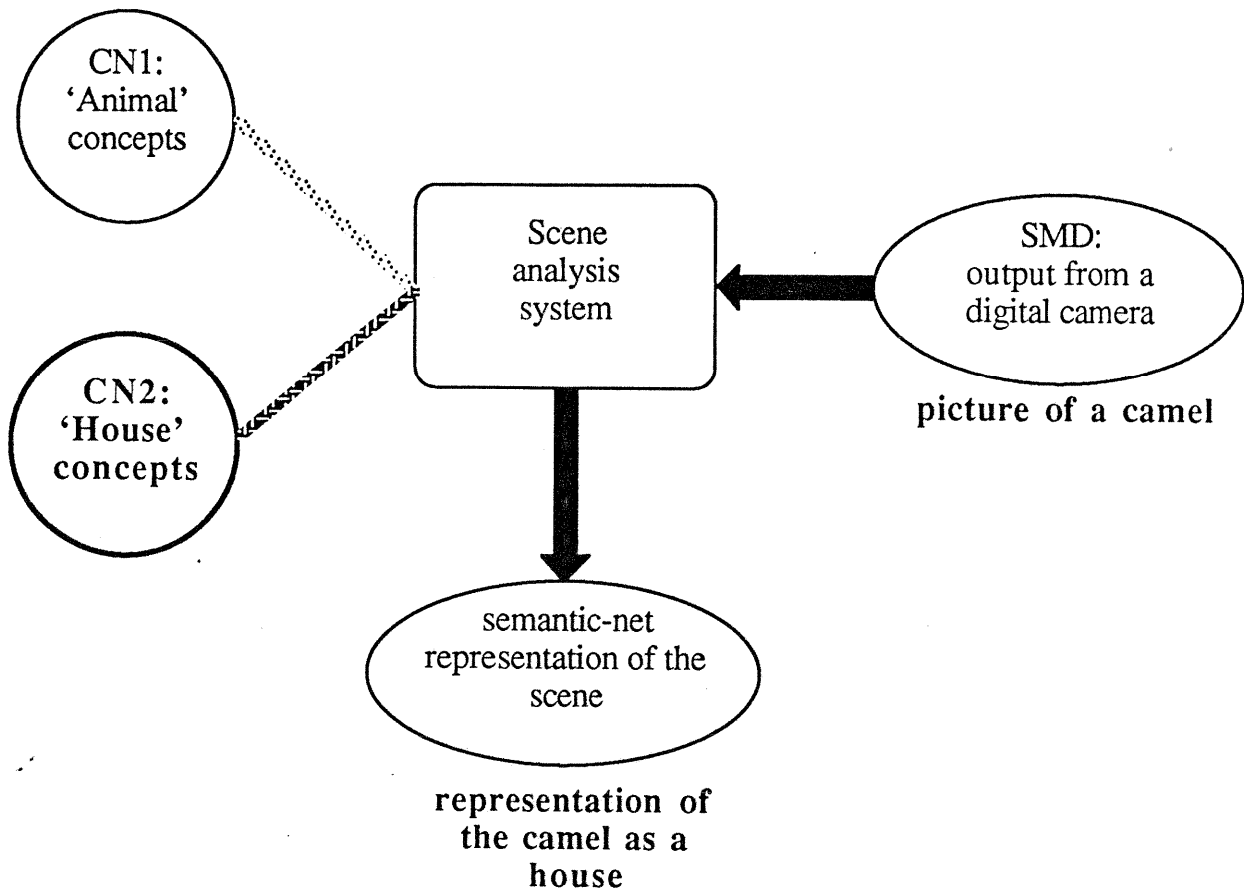 CN1:
‘Animal’
concepts
Scene
analysis
system
SMD:
output from a
digital camera
picture of a camel
CN2:
‘House’
concepts
semantic-net
representation of the
scene
representation of
the camel as a
house